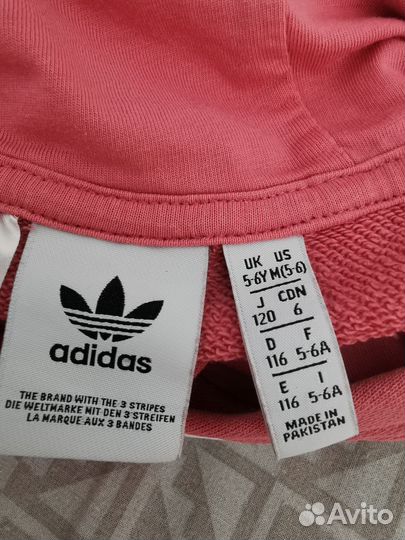 adidas
THE BRAND WITH THE 3 STRIPES
DIE WELTMARKE MIT DEN 3 STREIFEN
LA MARQUE AUX 3 BANDES
UK US
5-6Y M(5-6)
J CDN
120 6
D F
116 5-6A
E I
116 5-6A
MADE IN
PAKISTAN
Avito